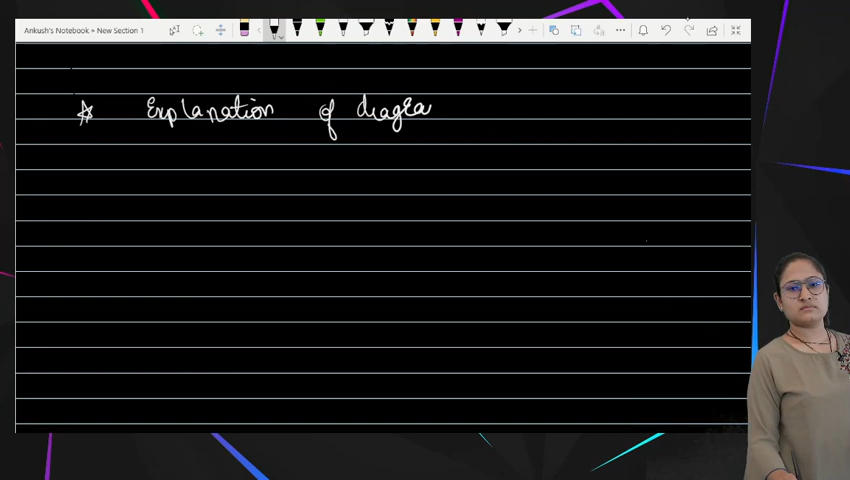 Ankush's Notebook » New Section 1
☆ Explanation of diagra